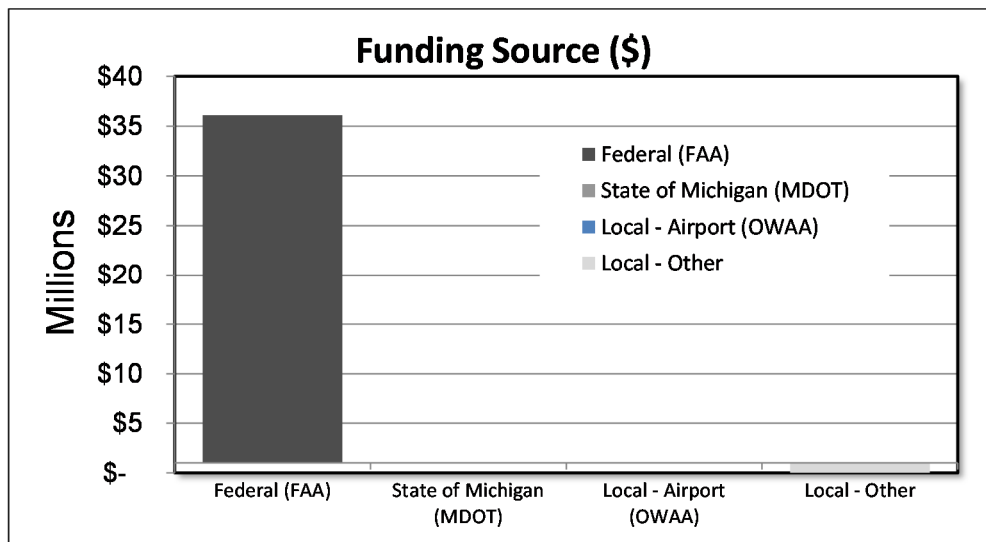 Funding Source ($)
Millions
$40
$35
$30
$25
$20
$15
$10
$5
$-
Federal (FAA)
State of Michigan (MDOT)
Local - Airport (OWAA)
Local - Other
Federal (FAA)
State of Michigan
(MDOT)
Local - Airport
(OWAA)
Local - Other